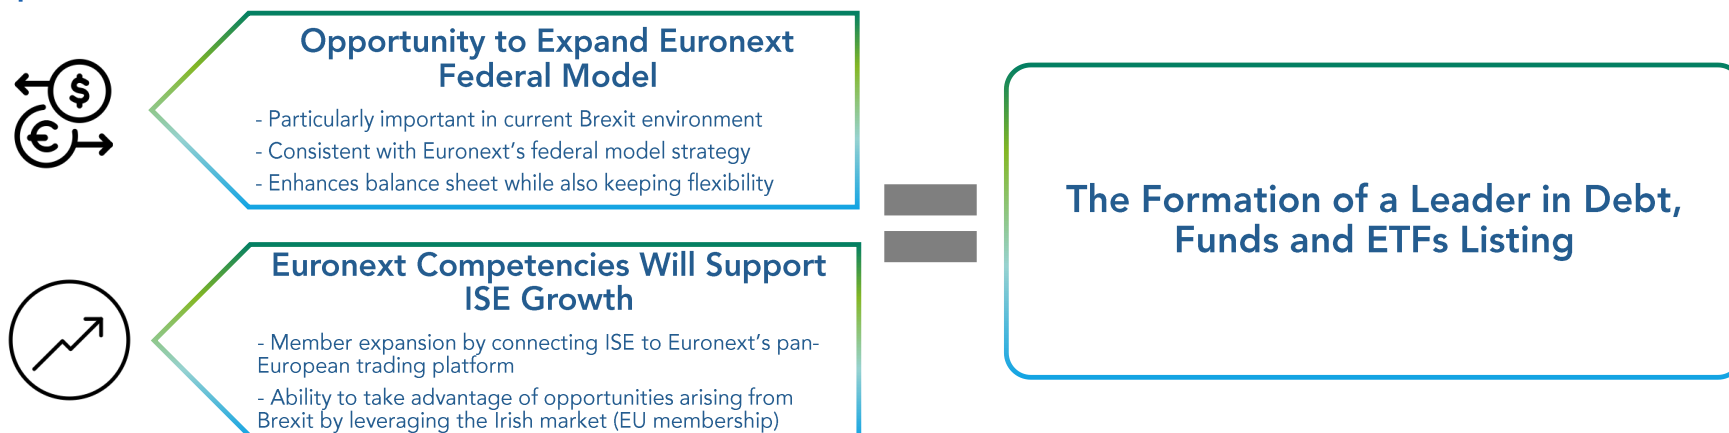 Opportunity to Expand Euronext
Federal Model
- Particularly important in current Brexit environment
- Consistent with Euronext’s federal model strategy
- Enhances balance sheet while also keeping flexibility
Euronext Competencies Will Support
ISE Growth
- Member expansion by connecting ISE to Euronext’s pan-
European trading platform
- Ability to take advantage of opportunities arising from
Brexit by leveraging the Irish market (EU membership)
The Formation of a Leader in Debt,
Funds and ETFs Listing